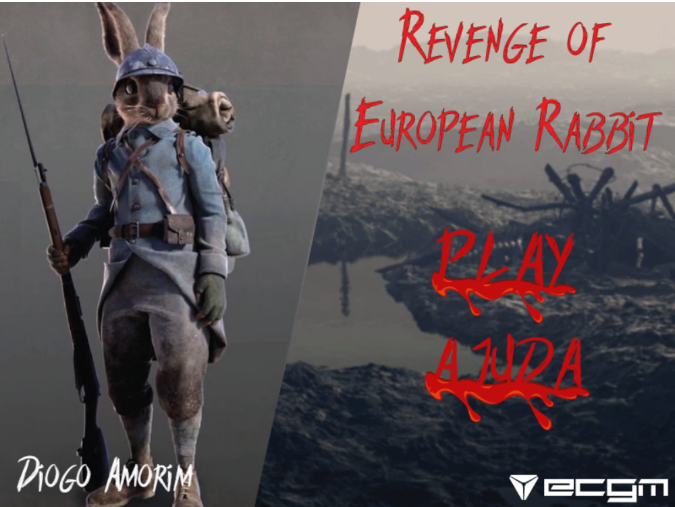 Revenge of
European Rabbit
PLAY
AJUDA
Diogo Amorim
ecgm